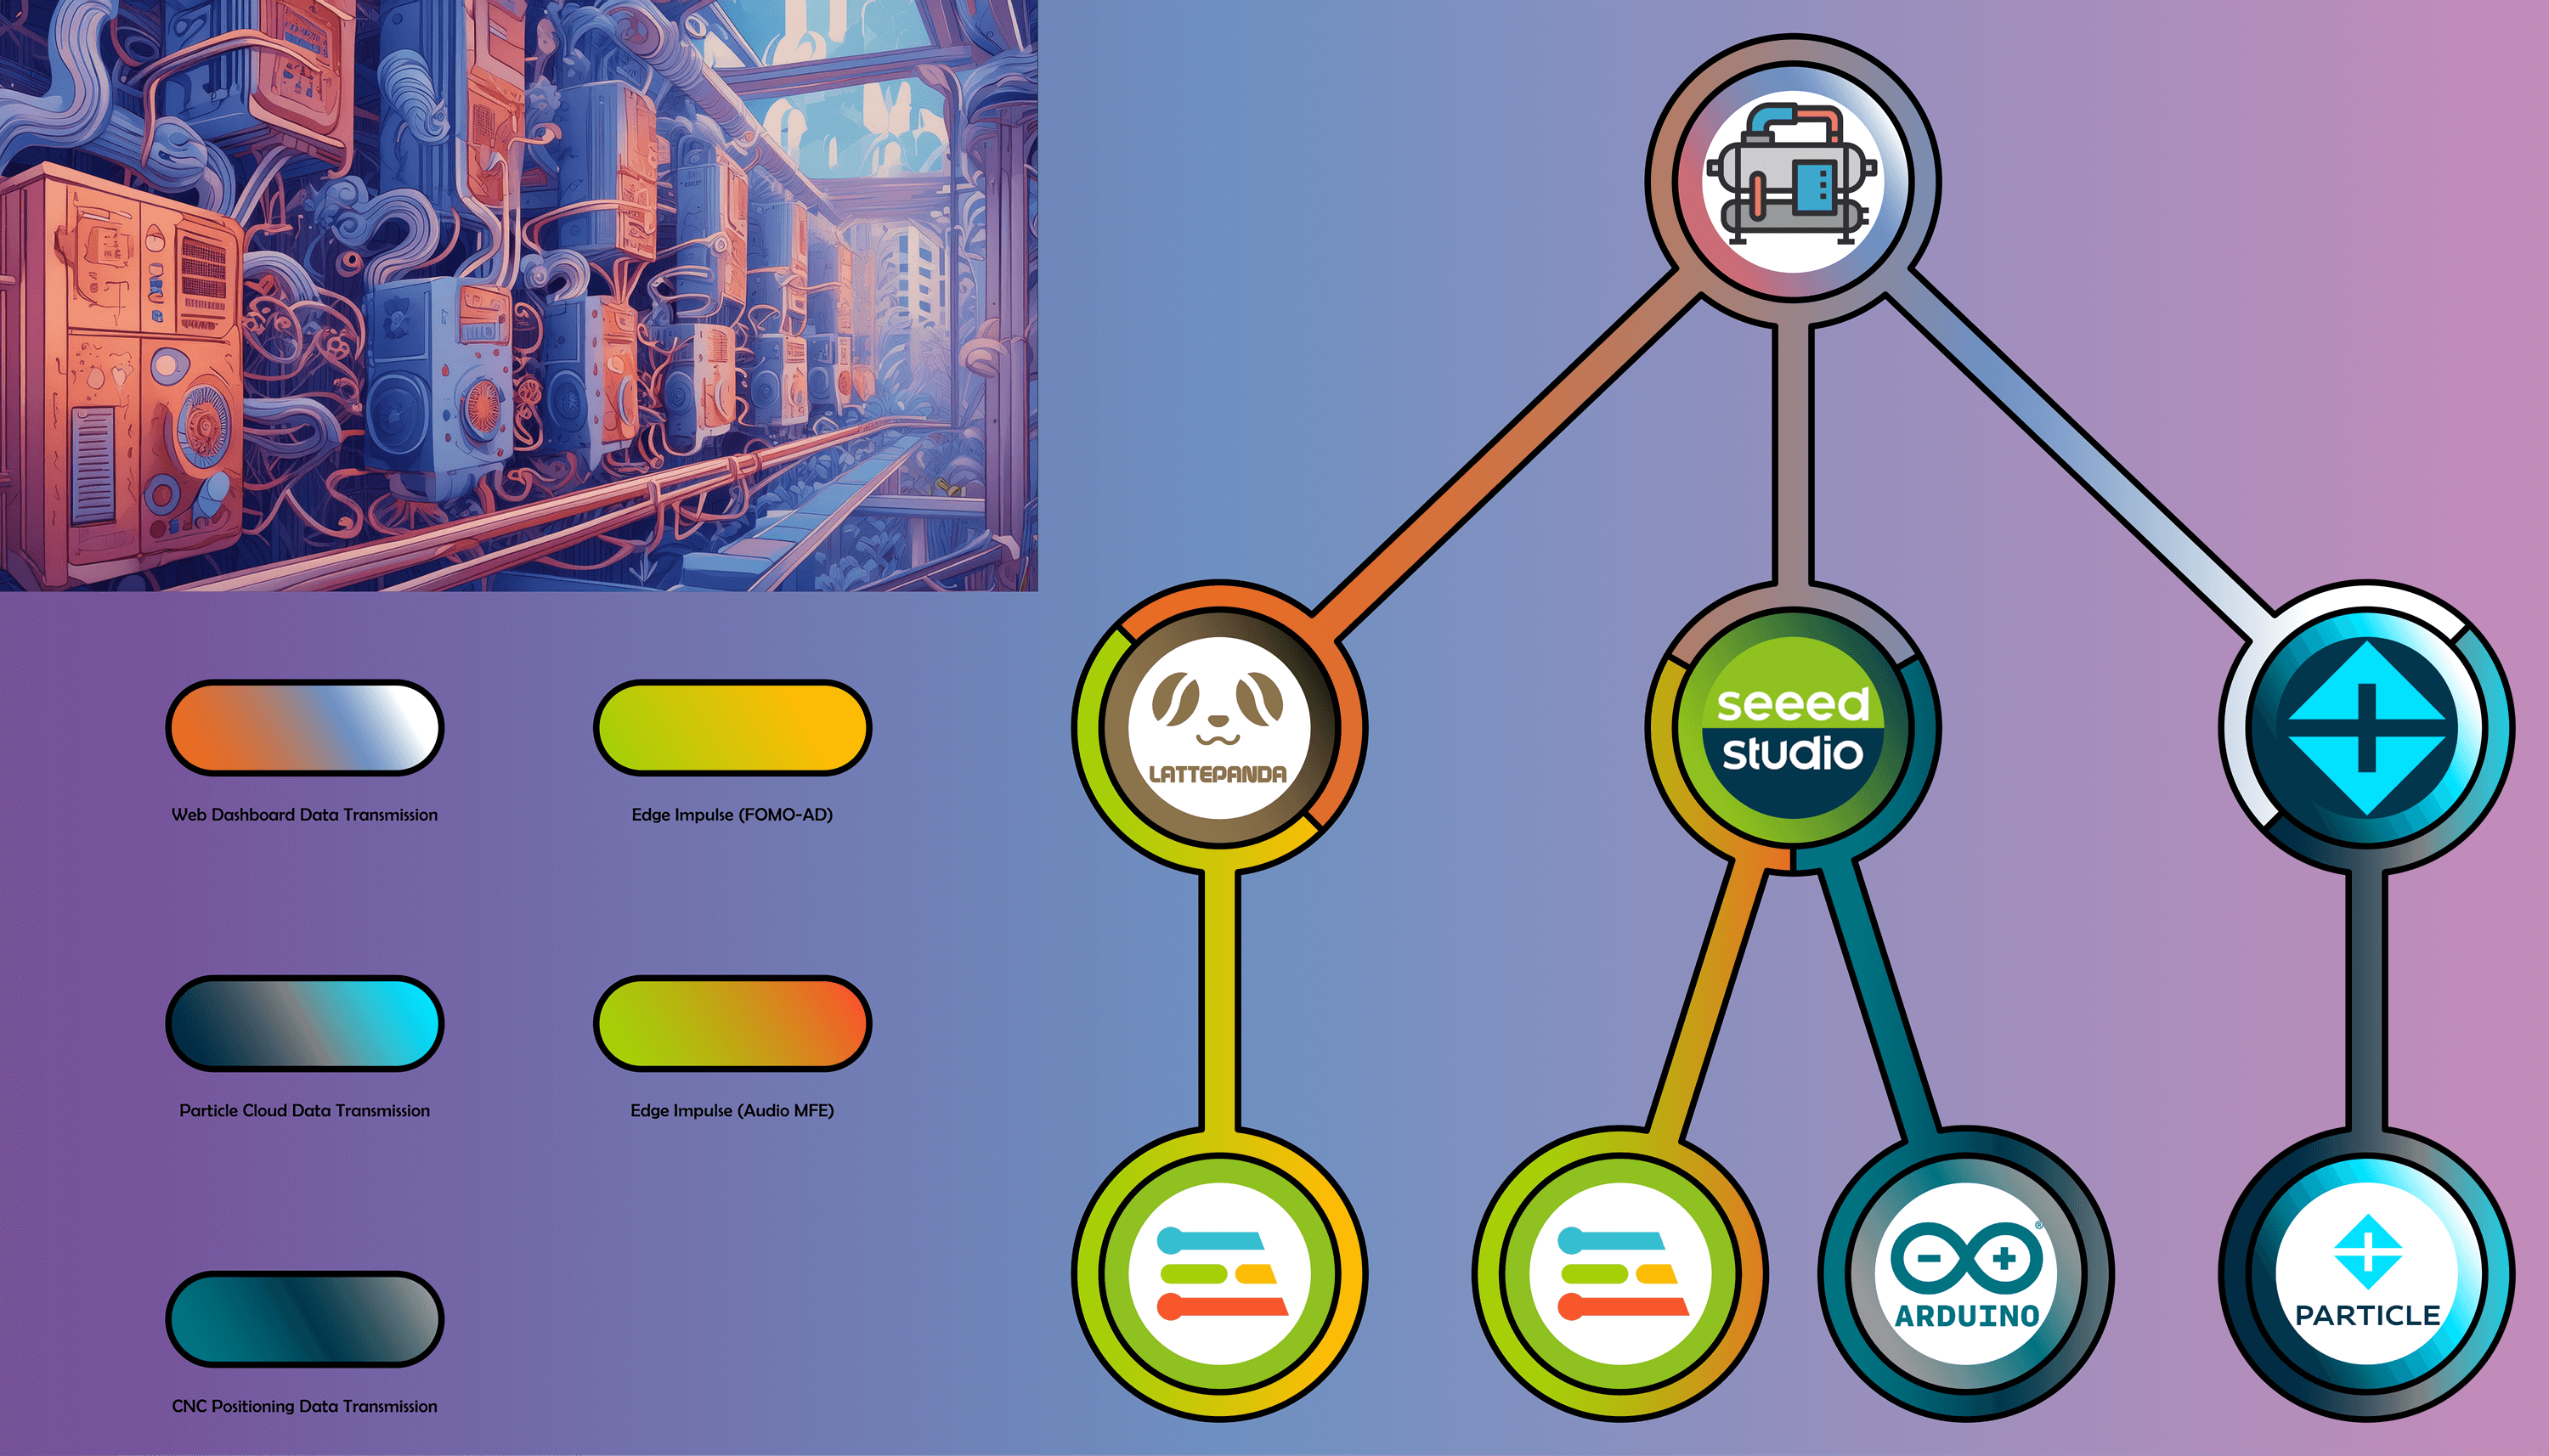 Web Dashboard Data Transmission
Edge Impulse (FOMO-AD)
Particle Cloud Data Transmission
Edge Impulse (Audio MFE)
CNC Positioning Data Transmission
LATTEPANDA
seeed
studio
ARDUINO
®
PARTICLE